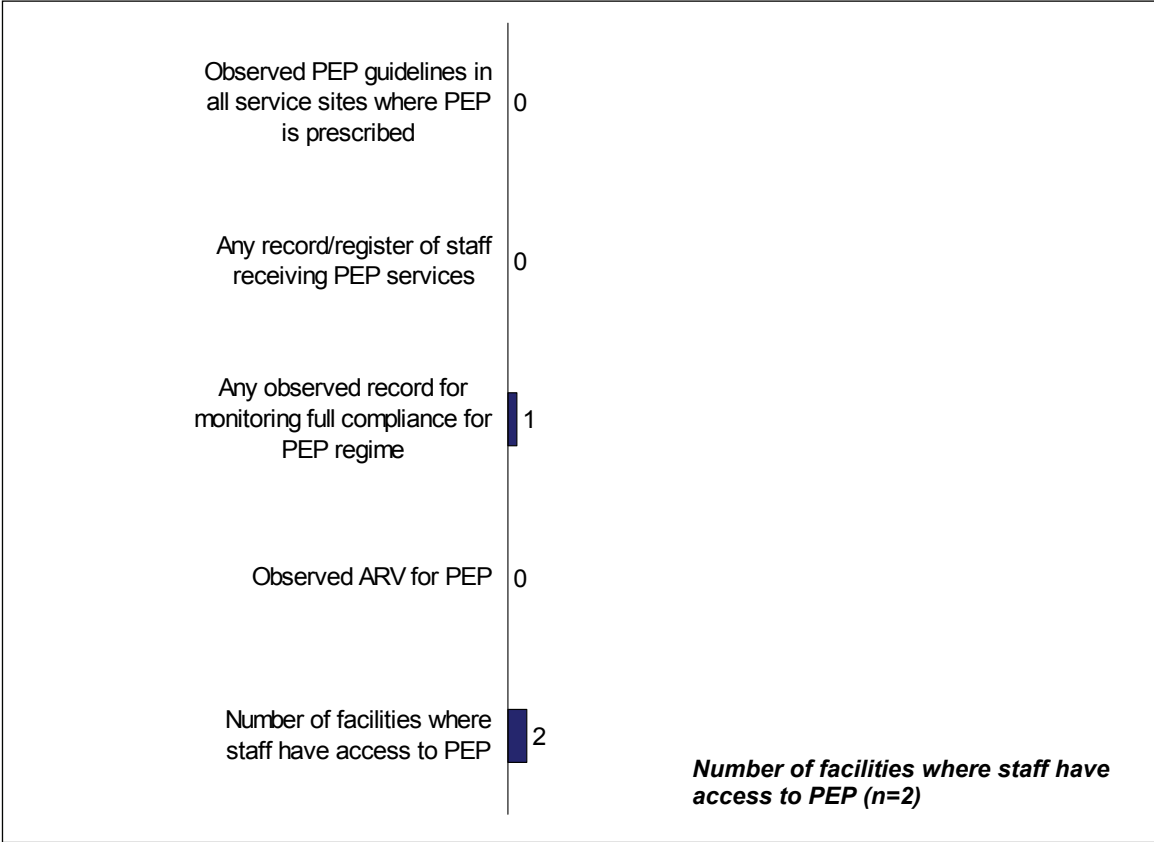 Observed PEP guidelines in
all service sites where PEP
is prescribed
0
Any record/register of staff
receiving PEP services
0
Any observed record for
monitoring full compliance for
PEP regime
1
Observed ARV for PEP
0
Number of facilities where
staff have access to PEP
2
Number of facilities where staff have
access to PEP (n=2)